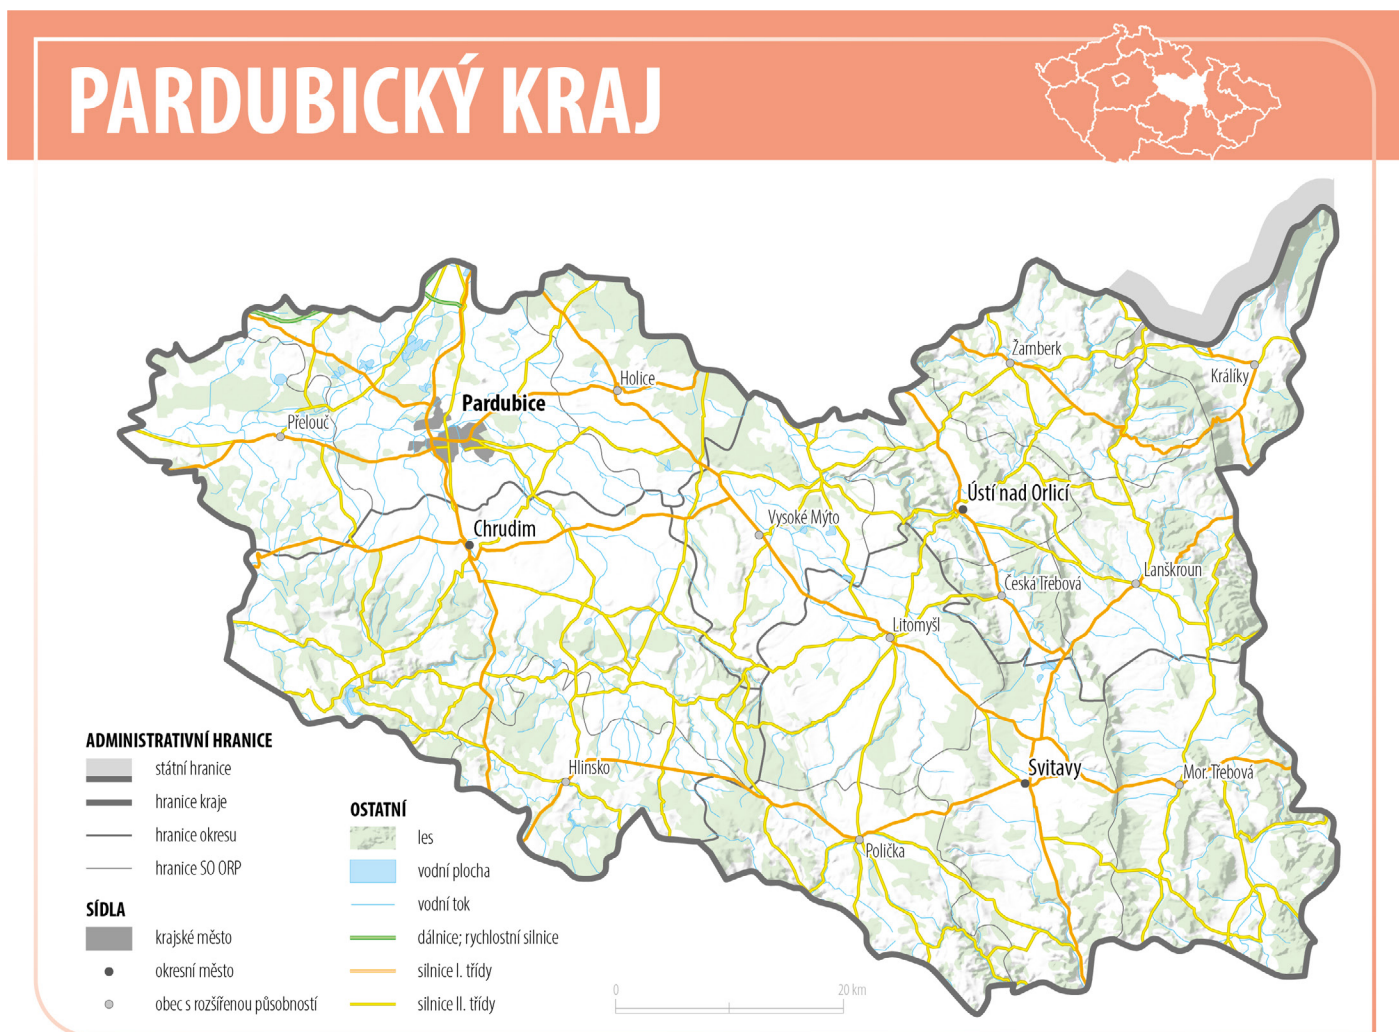 PARDUBICKÝ KRAJ
Žamberk
Králíky
Holice
Pardubice
Přelouč
Ústí nad Orlicí
Vysoké Mýto
Chrudim
Lanškroun
Česká Třebová
Litomyšl
Hlinsko
Svitavy
Mor. Třebová
Polička
ADMINISTRATIVNÍ HRANICE
státní hranice
hranice kraje
hranice okresu
hranice SO ORP
SÍDLA
krajské město
okresní město
obec s rozšířenou působností
OSTATNÍ
les
vodní plocha
vodní tok
dálnice; rychlostní silnice
silnice I. třídy
silnice II. třídy
0 20 km